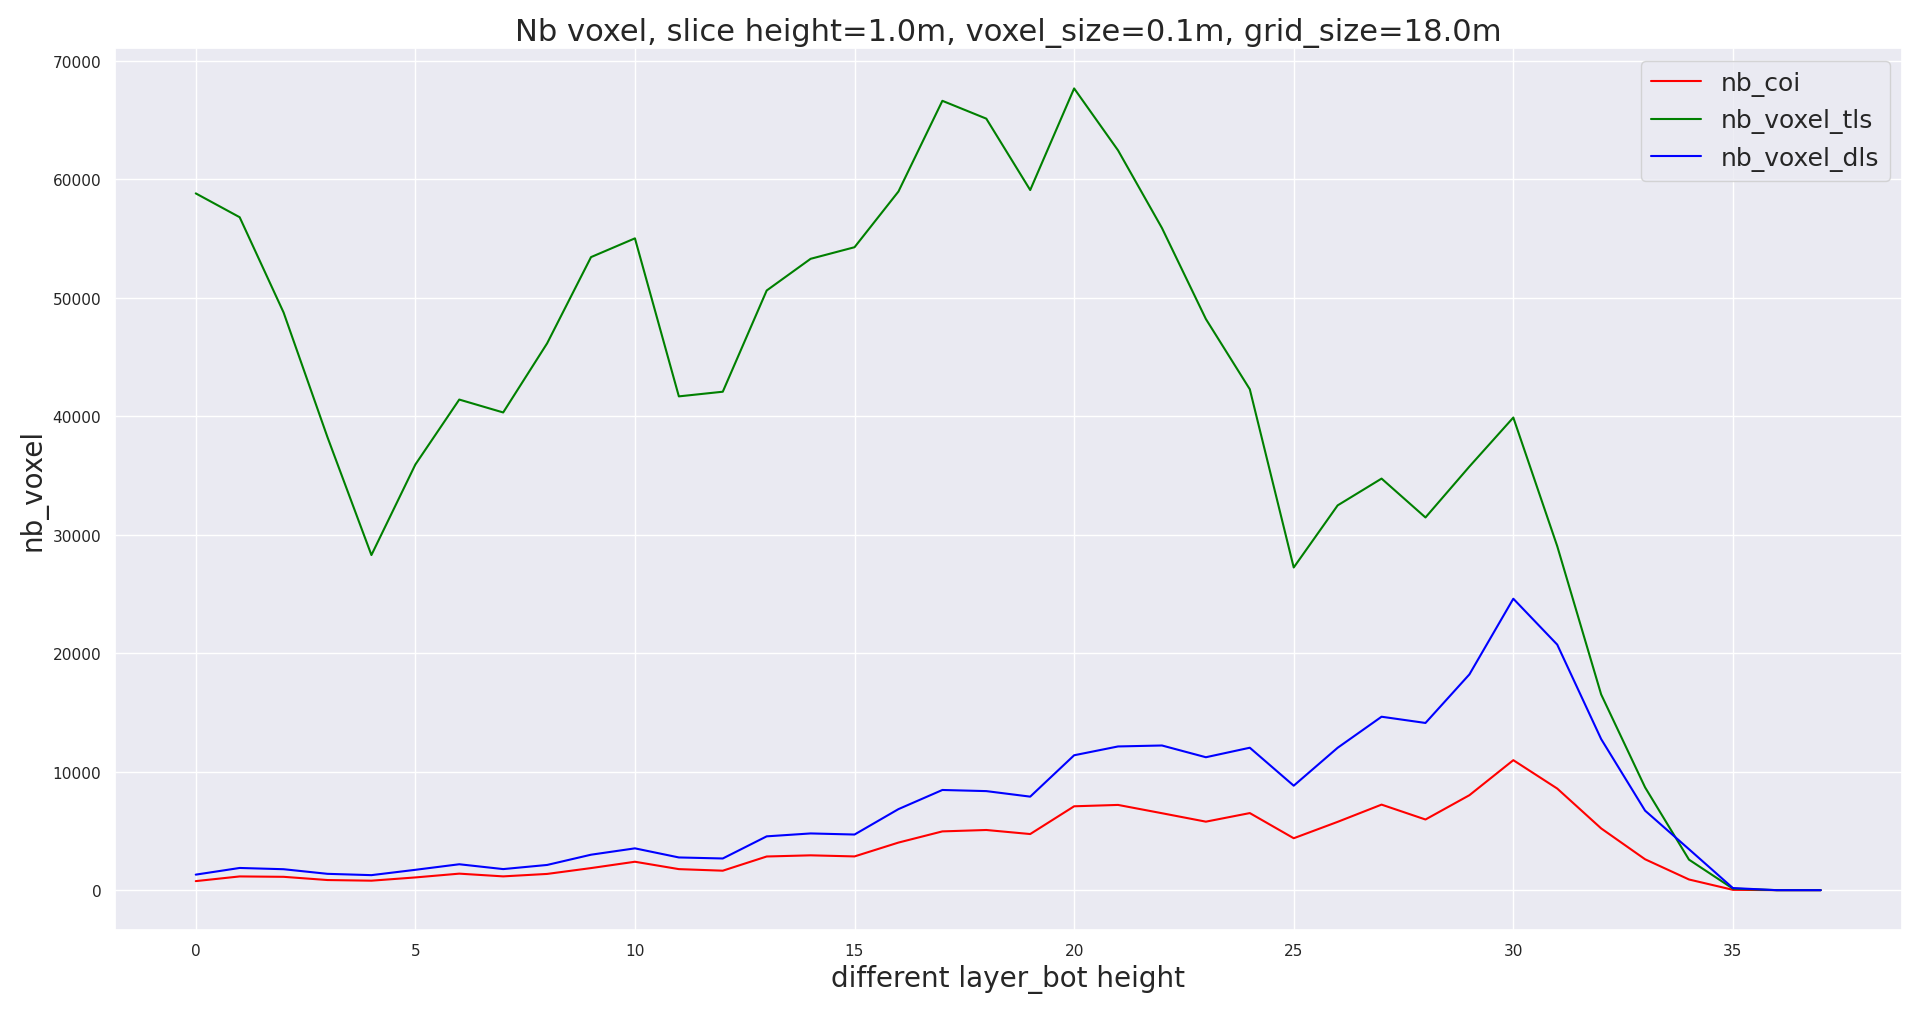 Nb voxel, slice height=1.0m, voxel_size=0.1m, grid_size=18.0m
70000
60000
50000
40000
30000
20000
10000
0
nb_voxel
nb_coi
nb_voxel_tls
nb_voxel_dls
0 5 10 15 20 25 30 35
different layer_bot height